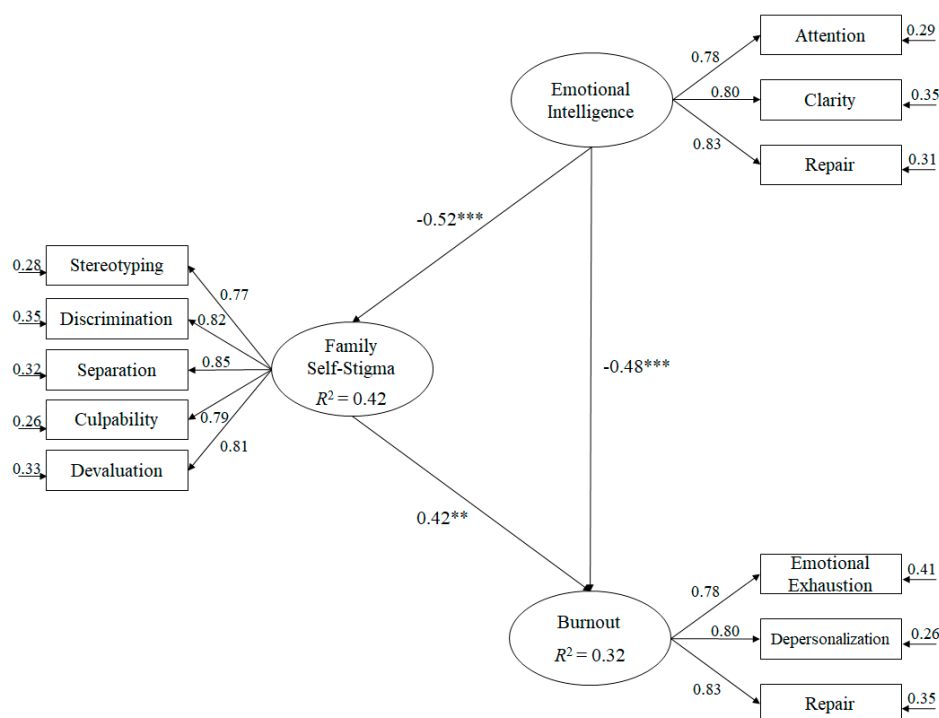 Attention
0.29
0.78
Emotional
Intelligence
0.80
Clarity
0.35
0.83
Repair
0.31
-0.52***
0.28
Stereotyping
0.77
0.35
Discrimination
0.82
Family
Self-Stigma
R² = 0.42
0.32
Separation
0.85
-0.48***
0.26
Culpability
0.79
0.33
Devaluation
0.81
0.42**
Emotional
Exhaustion
0.41
0.78
Burnout
R² = 0.32
0.80
Depersonalization
0.26
0.83
Repair
0.35